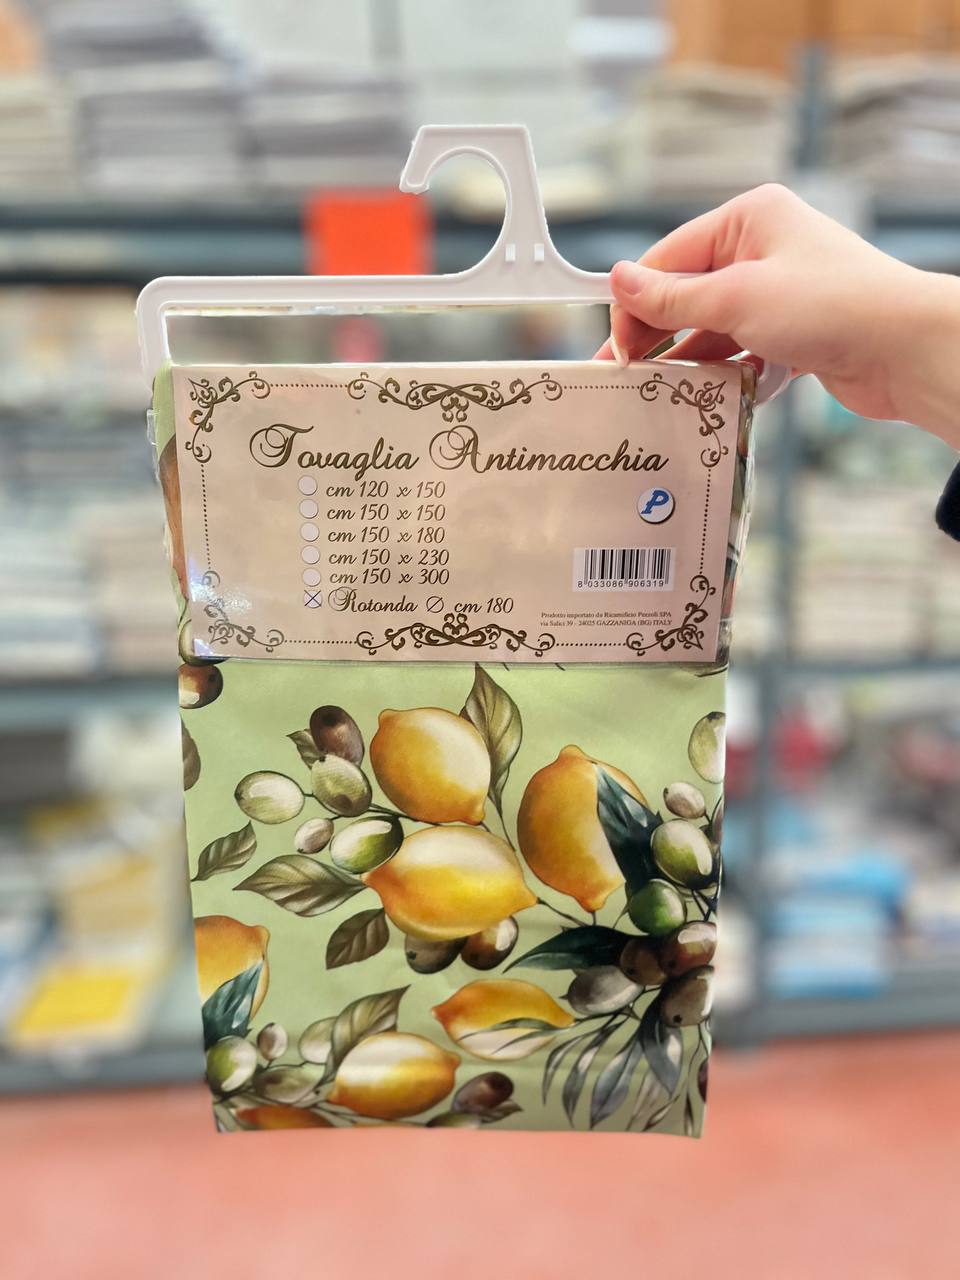 Tovaglia Antimacchia
cm 120 x 150
cm 150 x 150
cm 150 x 180
cm 150 x 230
cm 150 x 300
Rotonda Ø cm 180
P
8 033086 906319
Prodotto importato da Ricamificio Pezzoli SPA
via Salici 39 - 24025 GAZZANIGA (BG) ITALY